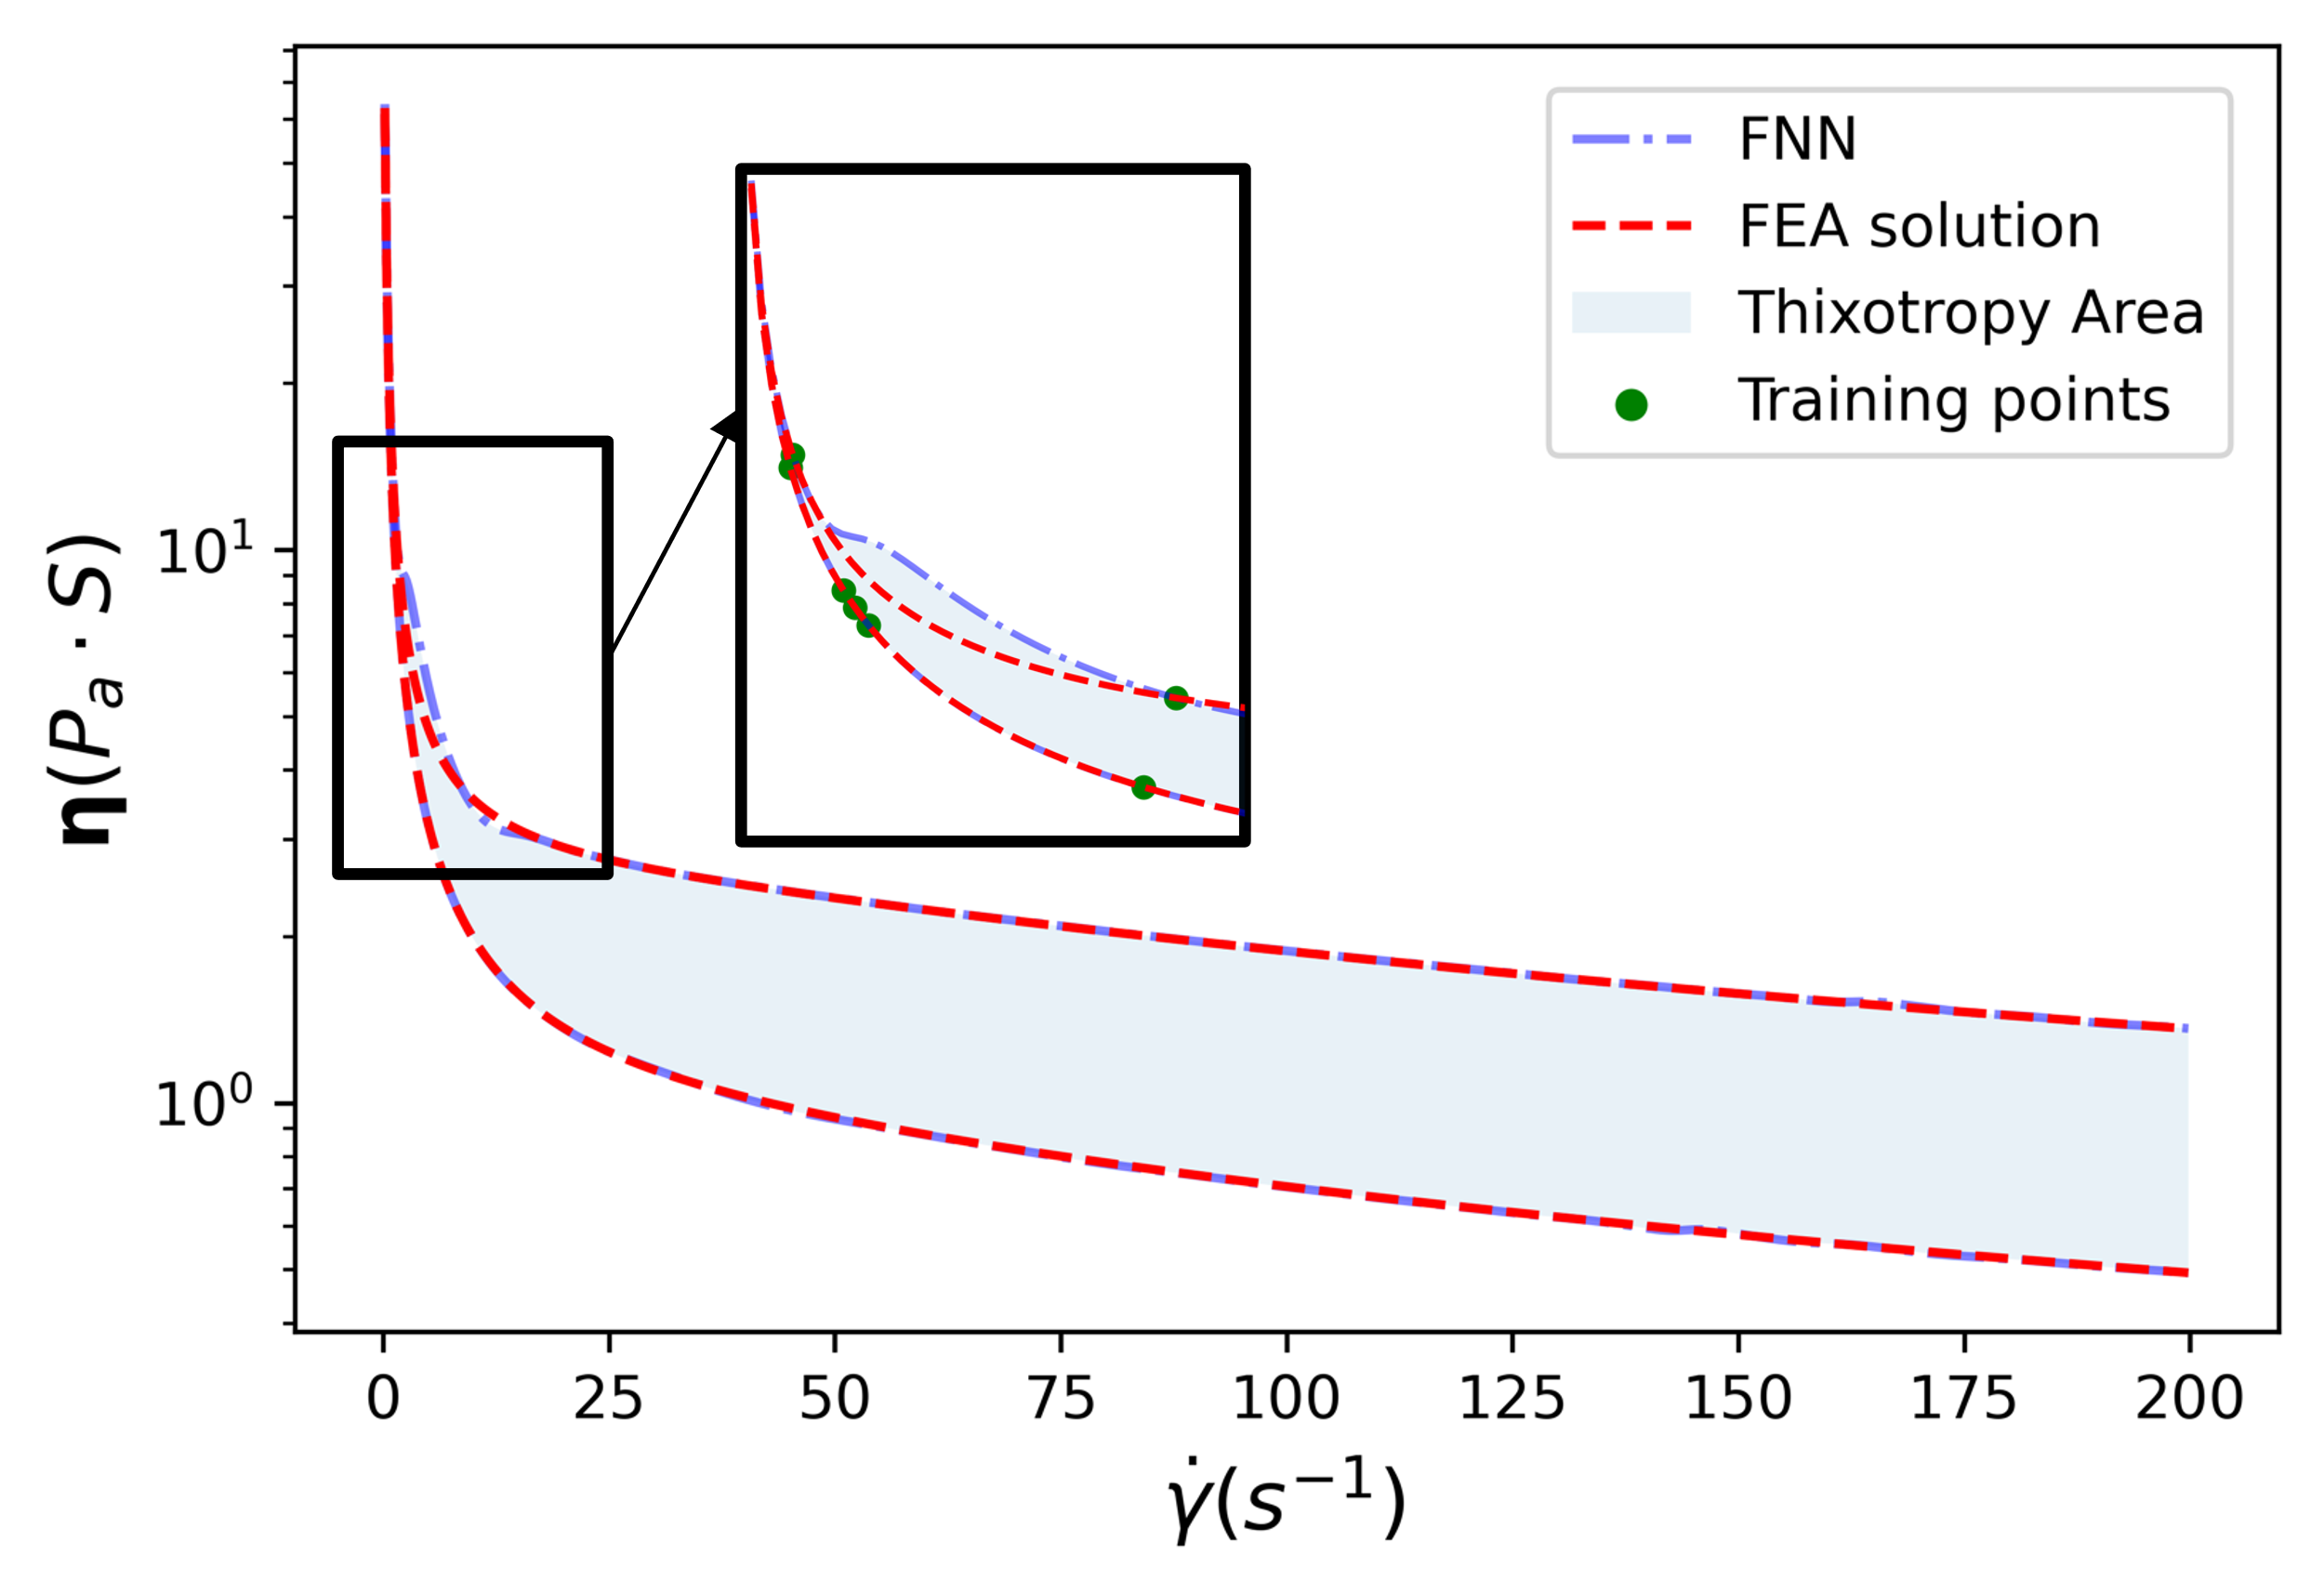 FNN
FEA solution
Thixotropy Area
Training points
10¹
10⁰
η(Pₐ · S)
0 25 50 75 100 125 150 175 200
γ̇(s⁻¹)